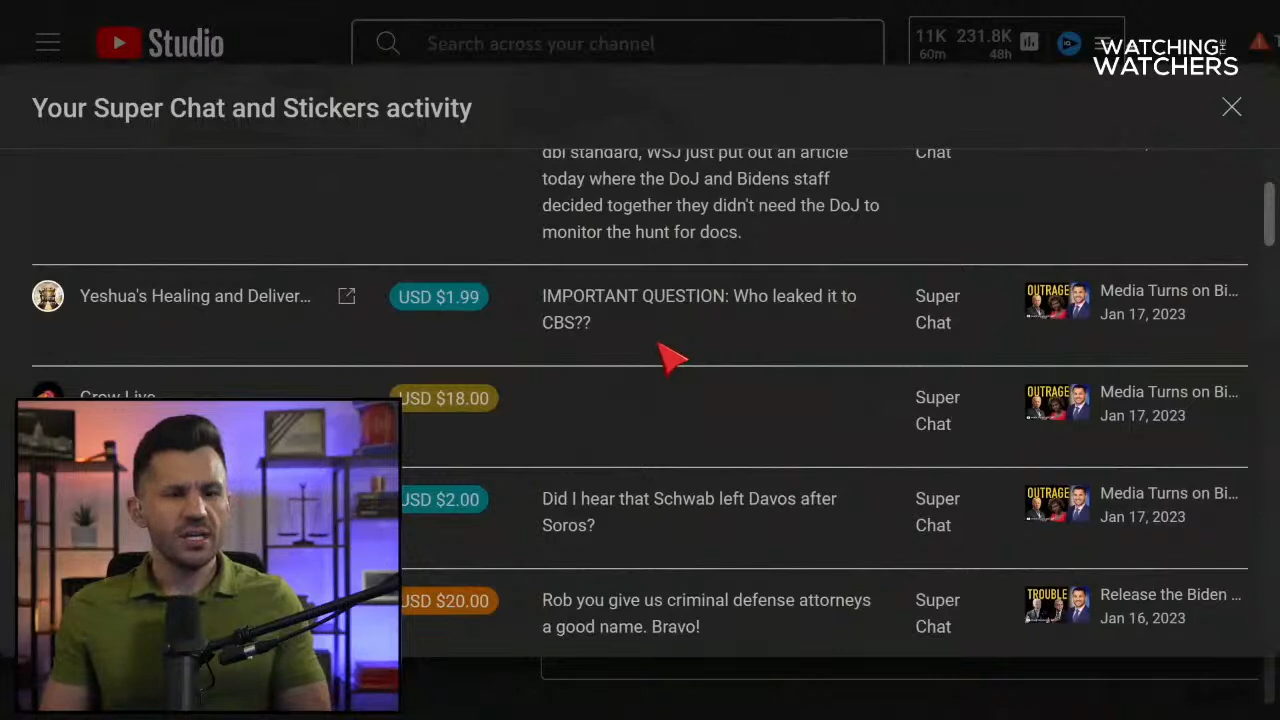 Studio
Search across your channel
11K 231.8K
60m 48h
WATCHING THE
WATCHERS
Your Super Chat and Stickers activity
dbl standard, WSJ just put out an article
Chat
today where the DoJ and Bidens staff
decided together they didn't need the DoJ to
monitor the hunt for docs.
Yeshua's Healing and Deliver...
USD $1.99
IMPORTANT QUESTION: Who leaked it to
CBS??
Super
Chat
OUTRAGE
Media Turns on Bi...
Jan 17, 2023
Grow Live
USD $18.00
Super
Chat
OUTRAGE
Media Turns on Bi...
Jan 17, 2023
USD $2.00
Did I hear that Schwab left Davos after
Soros?
Super
Chat
OUTRAGE
Media Turns on Bi...
Jan 17, 2023
USD $20.00
Rob you give us criminal defense attorneys
a good name. Bravo!
Super
Chat
TROUBLE
Release the Biden ...
Jan 16, 2023